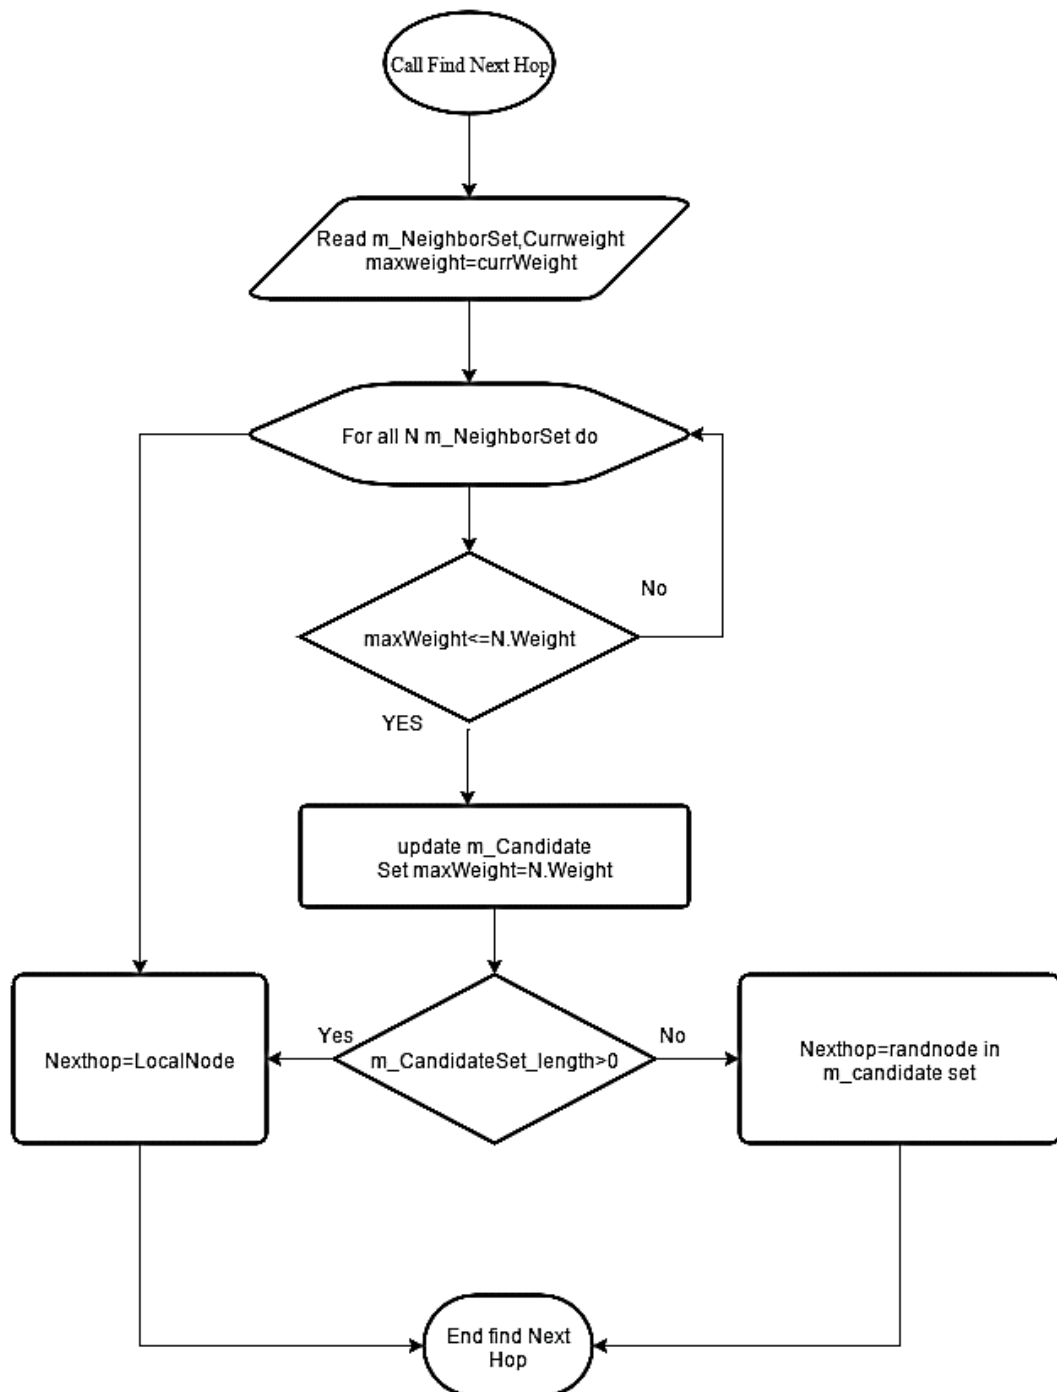 Call Find Next Hop
Read m_NeighborSet,Currweight
maxweight=currWeight
For all N m_NeighborSet do
No
maxWeight<=N.Weight
YES
update m_Candidate
Set maxWeight=N.Weight
Yes
No
Nexthop=LocalNode
m_CandidateSet_length>0
Nexthop=randnode in
m_candidate set
End find Next
Hop